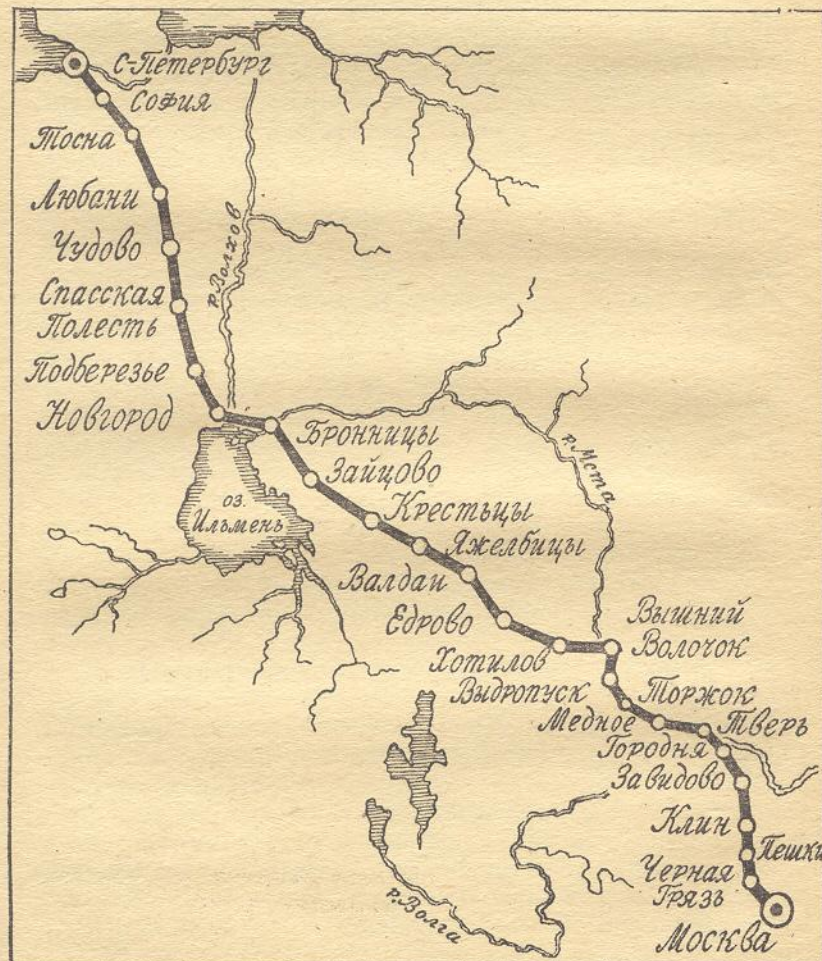 С-Петербург
София
Тосна
Любани
Чудово
р.Волхов
Спасская
Полесть
Подберезье
Новгород
Бронницы
Зайцово
р.Мста
оз.
Ильмень
Крестьцы
Яжелбицы
Валдаи
Едрово
Вышний
Волочок
Хотилов
Выдропуск
Торжок
Медное
Тверь
Городня
Завидово
Клин
Пешки
Черная
Грязь
р.Волга
Москва